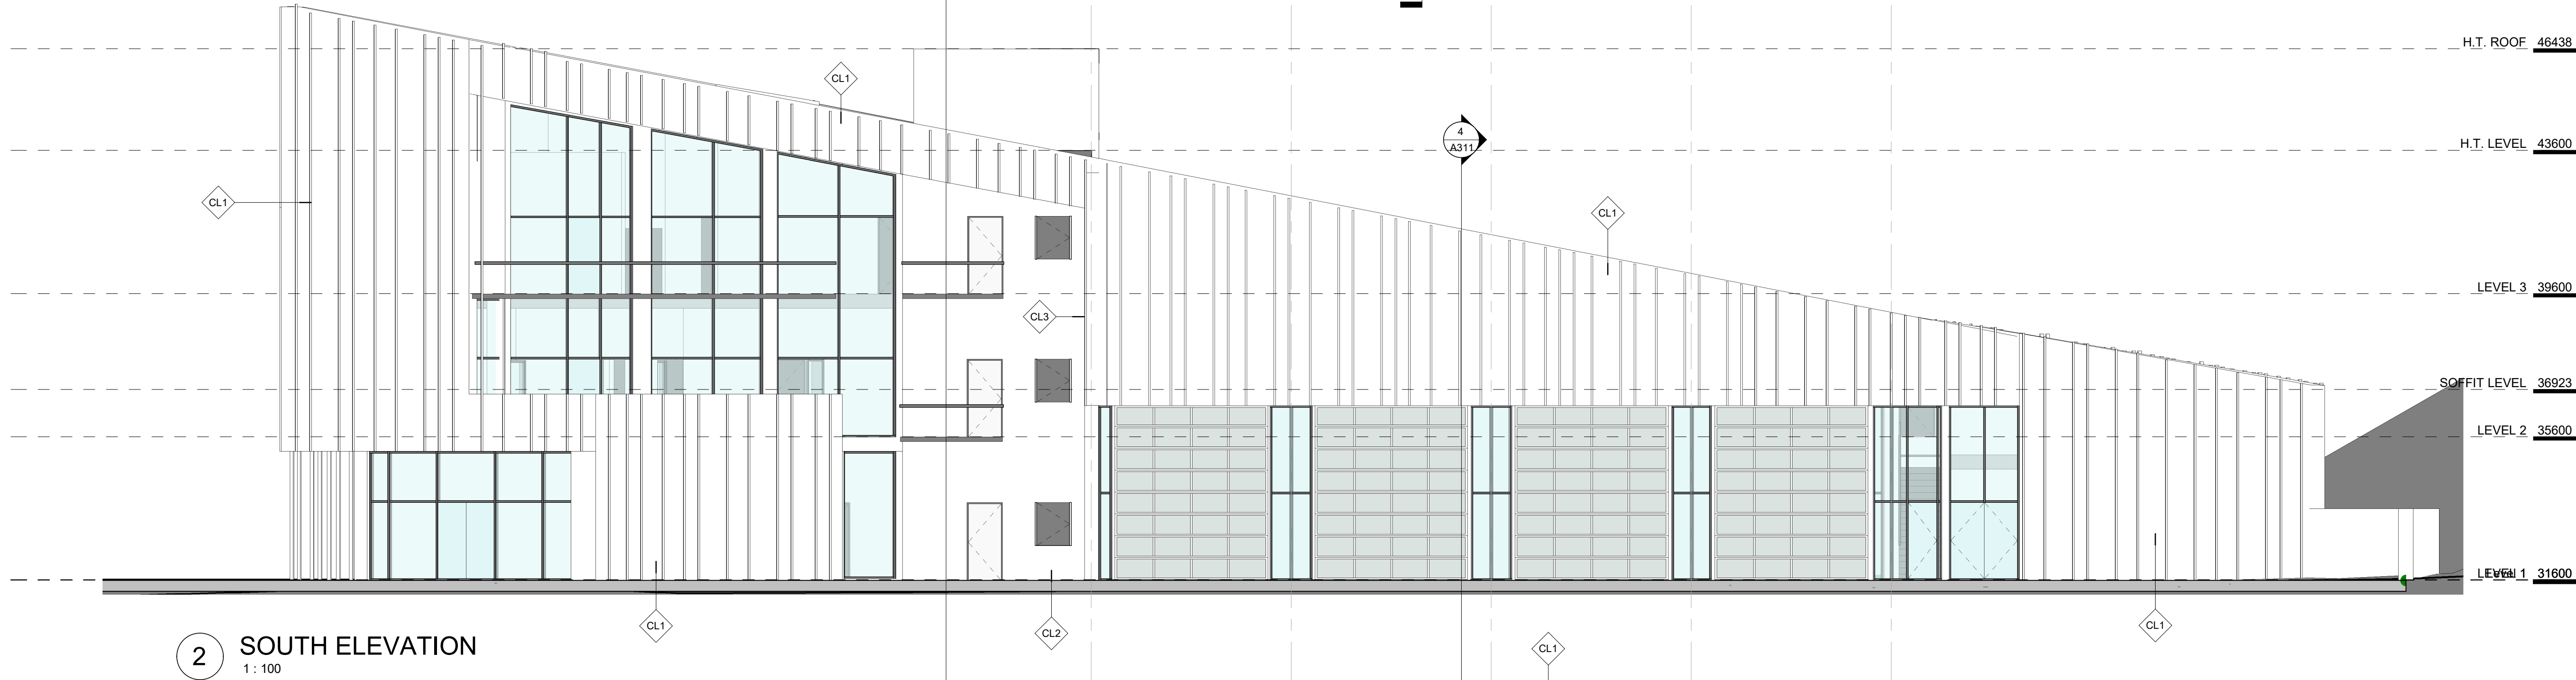 H.T. ROOF 46438
CL1
4
A311
H.T. LEVEL 43600
CL1
CL1
LEVEL 3 39600
CL3
SOFFIT LEVEL 36923
LEVEL 2 35600
LEVEL 1 31600
CL1
CL2
CL1
CL1
2 SOUTH ELEVATION
1 : 100